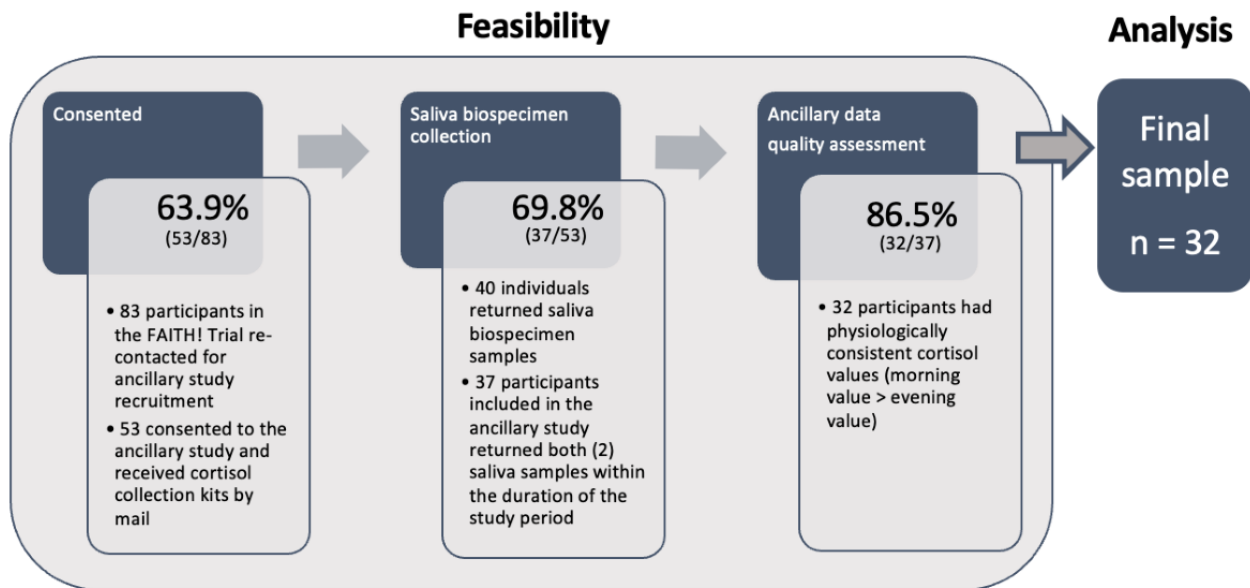 Feasibility
Analysis
Consented
63.9%
(53/83)
• 83 participants in
the FAITH! Trial re-
contacted for
ancillary study
recruitment
• 53 consented to the
ancillary study and
received cortisol
collection kits by
mail
Saliva biospecimen
collection
69.8%
(37/53)
• 40 individuals
returned saliva
biospecimen
samples
• 37 participants
included in the
ancillary study
returned both (2)
saliva samples within
the duration of the
study period
Ancillary data
quality assessment
86.5%
(32/37)
• 32 participants had
physiologically
consistent cortisol
values (morning
value > evening
value)
Final
sample
n = 32